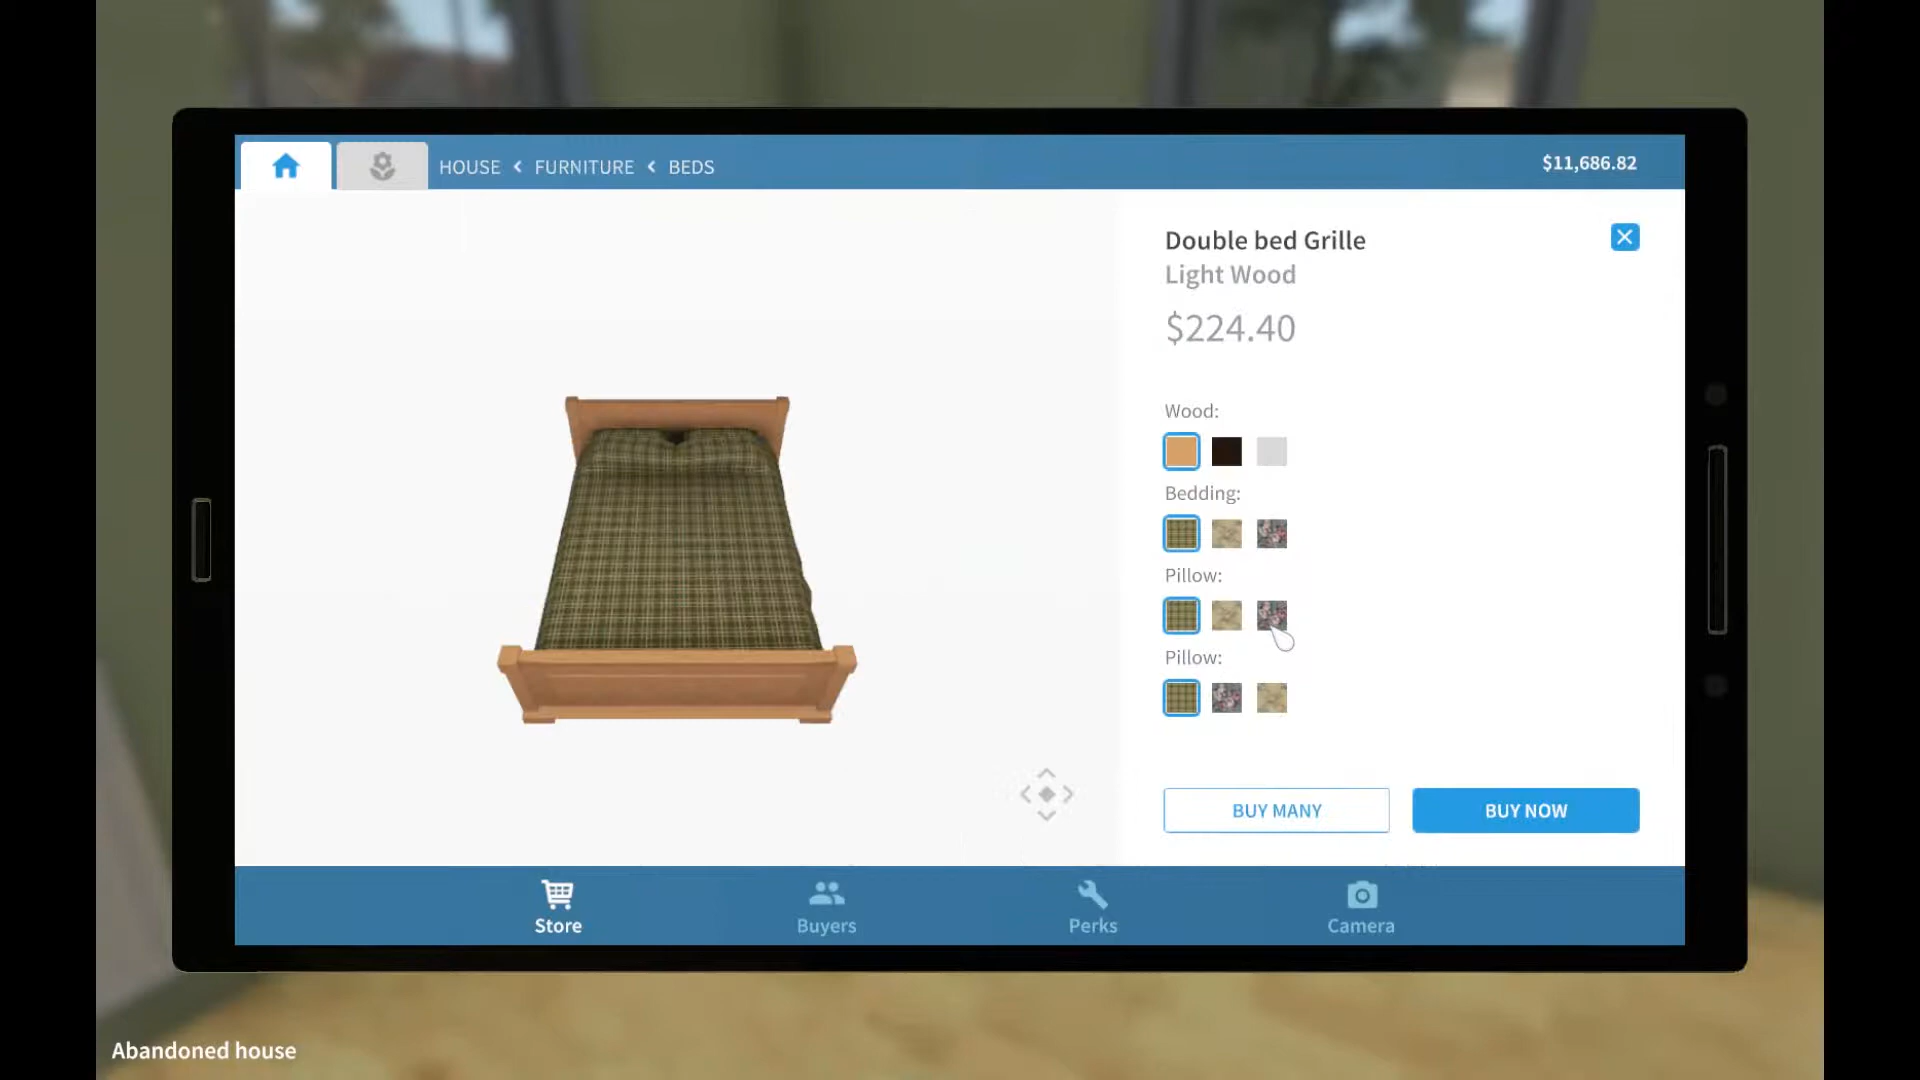 HOUSE < FURNITURE < BEDS
$11,686.82
Double bed Grille
Light Wood
$224.40
Wood:
Bedding:
Pillow:
Pillow:
BUY MANY
BUY NOW
Store
Buyers
Perks
Camera
Abandoned house